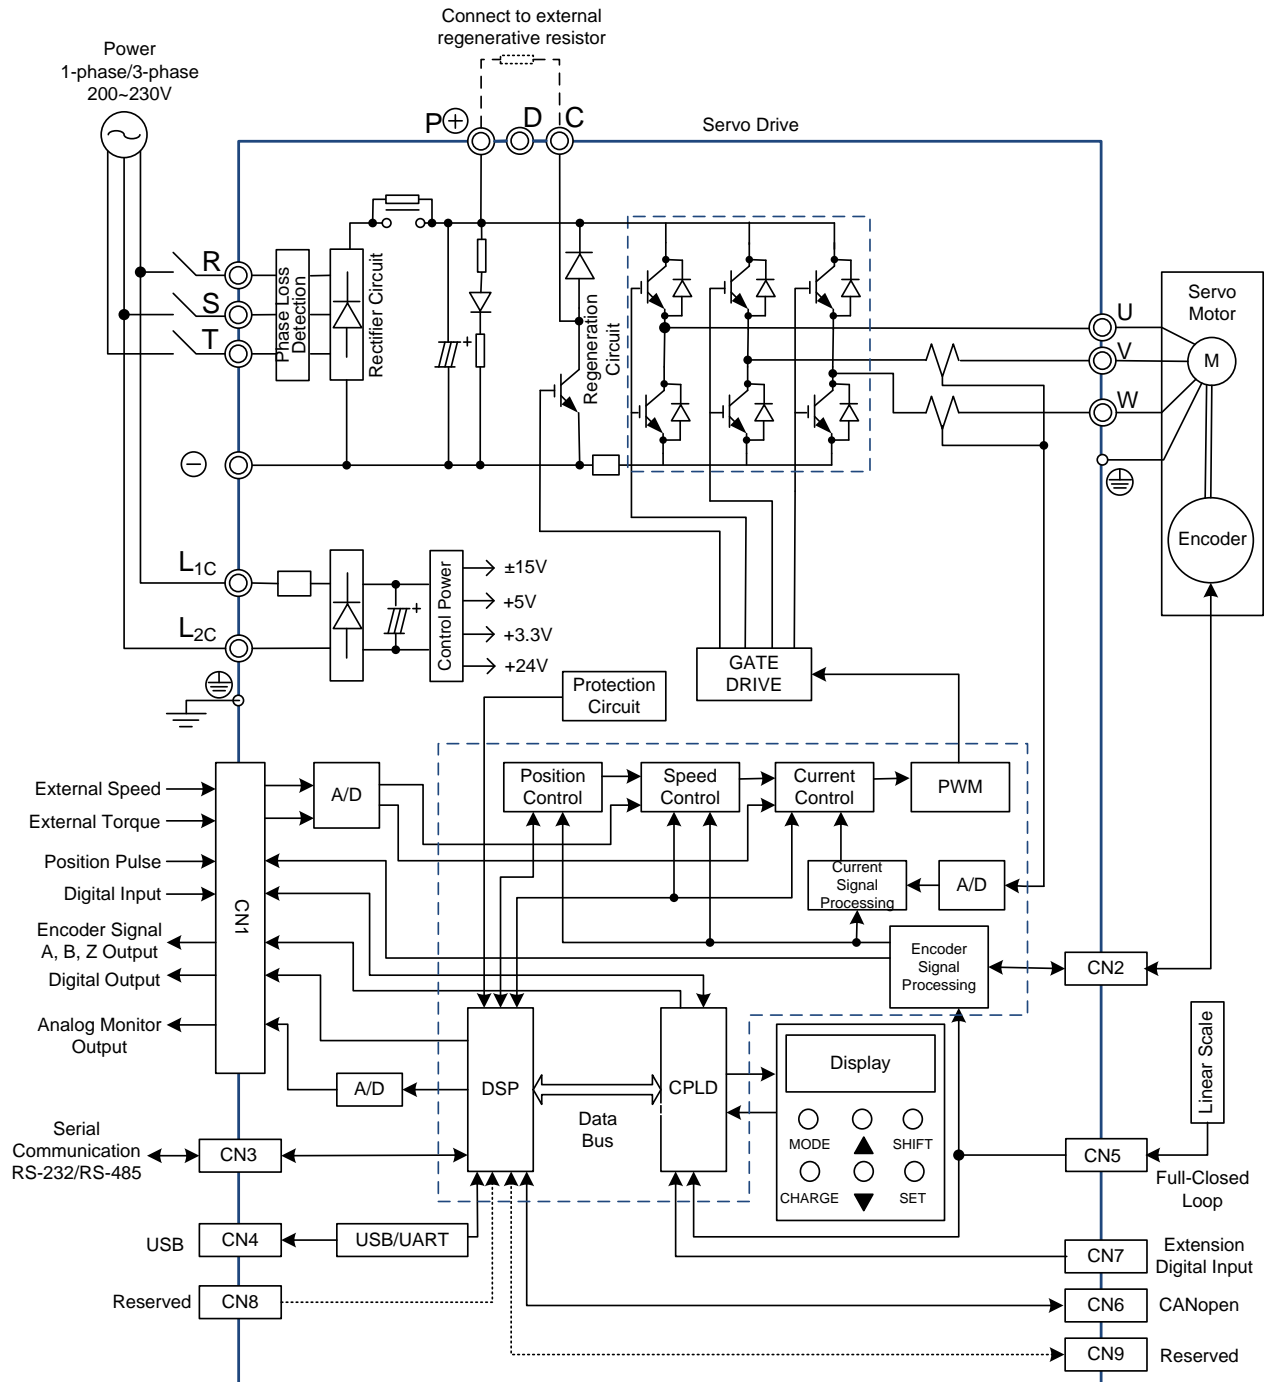 Connect to external
regenerative resistor
Power
1-phase/3-phase
200~230V
P⊕
D
C
Servo Drive
R
S
T
Phase Loss
Detection
Rectifier Circuit
+
Regeneration
Circuit
U
V
W
Servo
Motor
M
Encoder
⊖
L1C
L2C
+
Control Power
±15V
+5V
+3.3V
+24V
GATE
DRIVE
Protection
Circuit
External Speed
External Torque
Position Pulse
Digital Input
Encoder Signal
A, B, Z Output
Digital Output
Analog Monitor
Output
CN1
A/D
Position
Control
Speed
Control
Current
Control
PWM
Current
Signal
Processing
A/D
Encoder
Signal
Processing
CN2
Linear Scale
A/D
DSP
Data
Bus
CPLD
Display
MODE
▲
SHIFT
CHARGE
▼
SET
Serial
Communication
RS-232/RS-485
CN3
CN5
Full-Closed
Loop
USB
CN4
USB/UART
CN7
Extension
Digital Input
Reserved
CN8
CN6
CANopen
CN9
Reserved